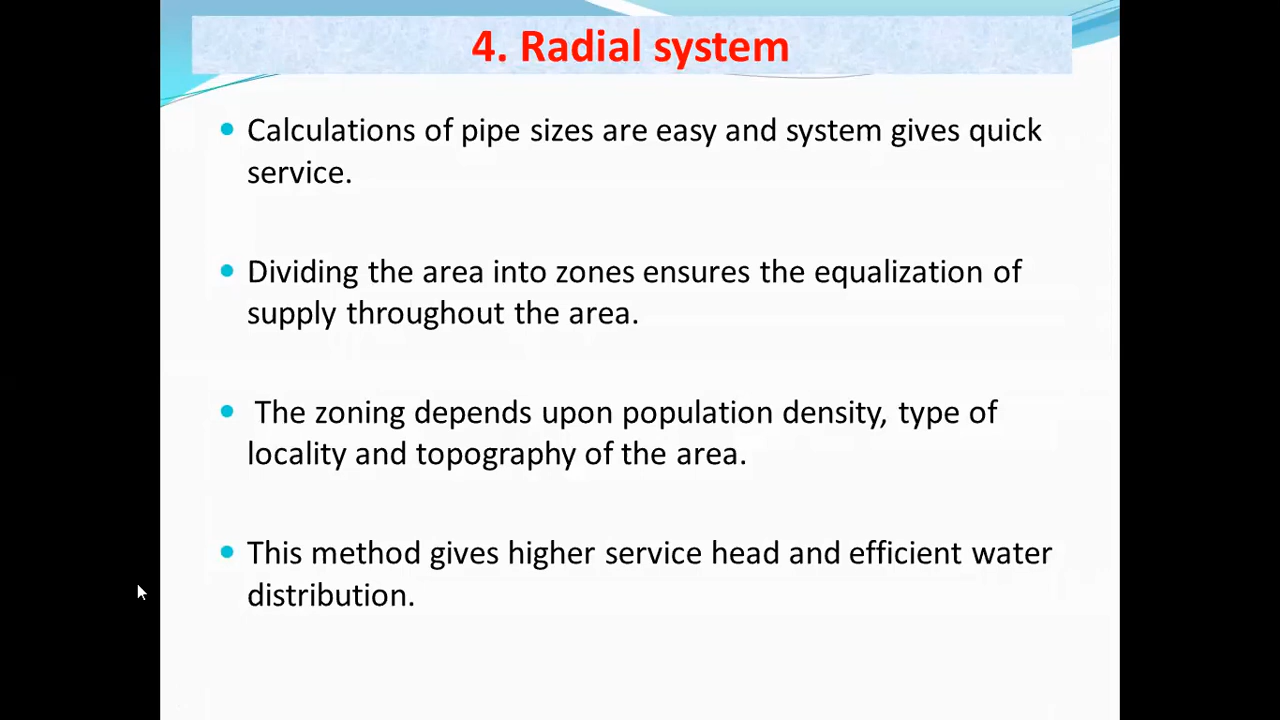 4. Radial system
• Calculations of pipe sizes are easy and system gives quick
service.
• Dividing the area into zones ensures the equalization of
supply throughout the area.
• The zoning depends upon population density, type of
locality and topography of the area.
• This method gives higher service head and efficient water
distribution.